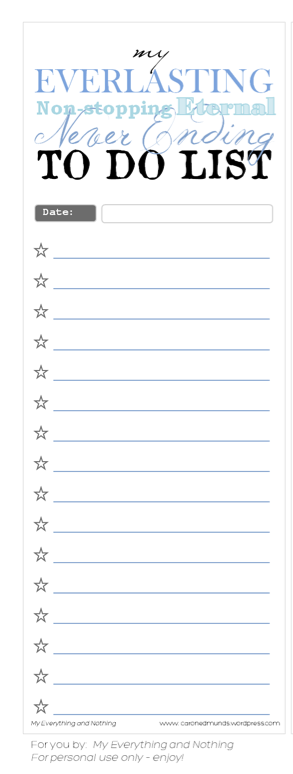 my
EVERLASTING
Non-stopping Eternal
Never Ending
TO DO LIST
Date:
My Everything and Nothing www.carohedmunds.wordpress.com
For you by: My Everything and Nothing
For personal use only - enjoy!